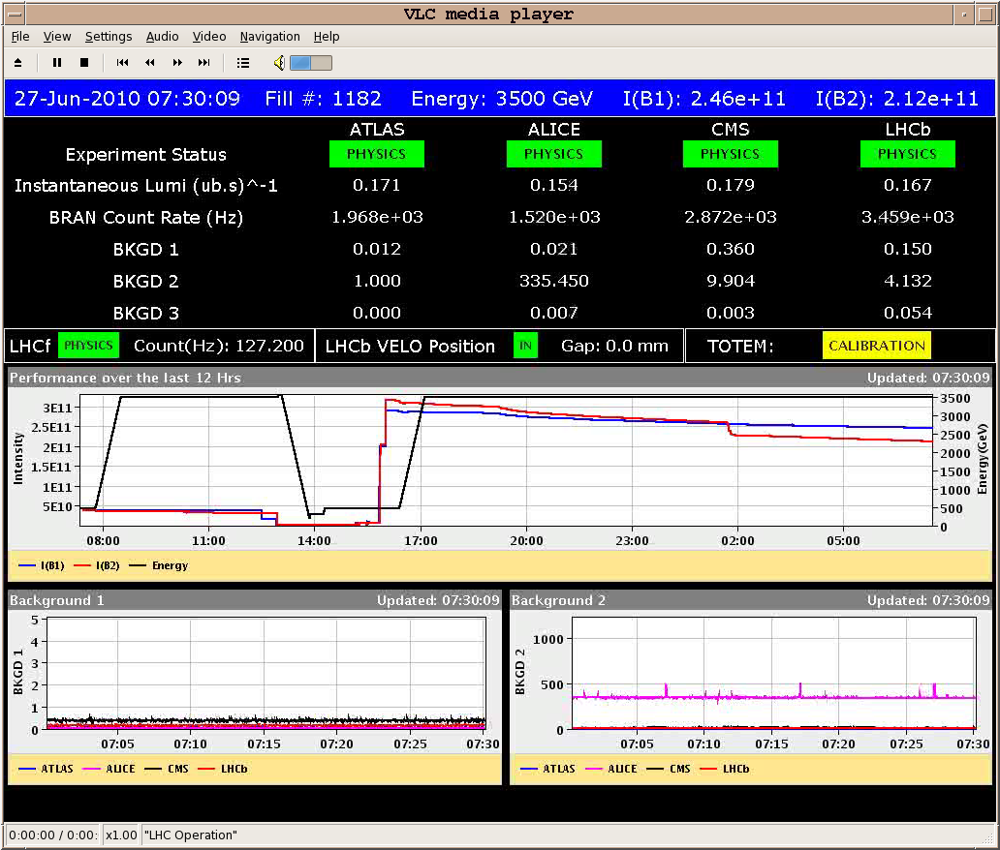 VLC media player
File View Settings Audio Video Navigation Help
27-Jun-2010 07:30:09 Fill #: 1182 Energy: 3500 GeV I(B1): 2.46e+11 I(B2): 2.12e+11
ATLAS ALICE CMS LHCb
Experiment Status PHYSICS PHYSICS PHYSICS PHYSICS
Instantaneous Lumi (ub.s)^-1 0.171 0.154 0.179 0.167
BRAN Count Rate (Hz) 1.968e+03 1.520e+03 2.872e+03 3.459e+03
BKGD 1 0.012 0.021 0.360 0.150
BKGD 2 1.000 335.450 9.904 4.132
BKGD 3 0.000 0.007 0.003 0.054
LHCf PHYSICS Count(Hz): 127.200 LHCb VELO Position IN Gap: 0.0 mm TOTEM: CALIBRATION
Performance over the last 12 Hrs Updated: 07:30:09
Intensity
3E11
2.5E11
2E11
1.5E11
1E11
5E10
3500
3000
2500
2000
1500
1000
500
0
Energy(GeV)
08:00 11:00 14:00 17:00 20:00 23:00 02:00 05:00
I(B1) I(B2) Energy
Background 1 Updated: 07:30:09
BKGD 1
5
4
3
2
1
0
07:05 07:10 07:15 07:20 07:25 07:30
ATLAS ALICE CMS LHCb
Background 2 Updated: 07:30:09
BKGD 2
1000
500
0
07:05 07:10 07:15 07:20 07:25 07:30
ATLAS ALICE CMS LHCb
0:00:00 / 0:00: x1.00 "LHC Operation"